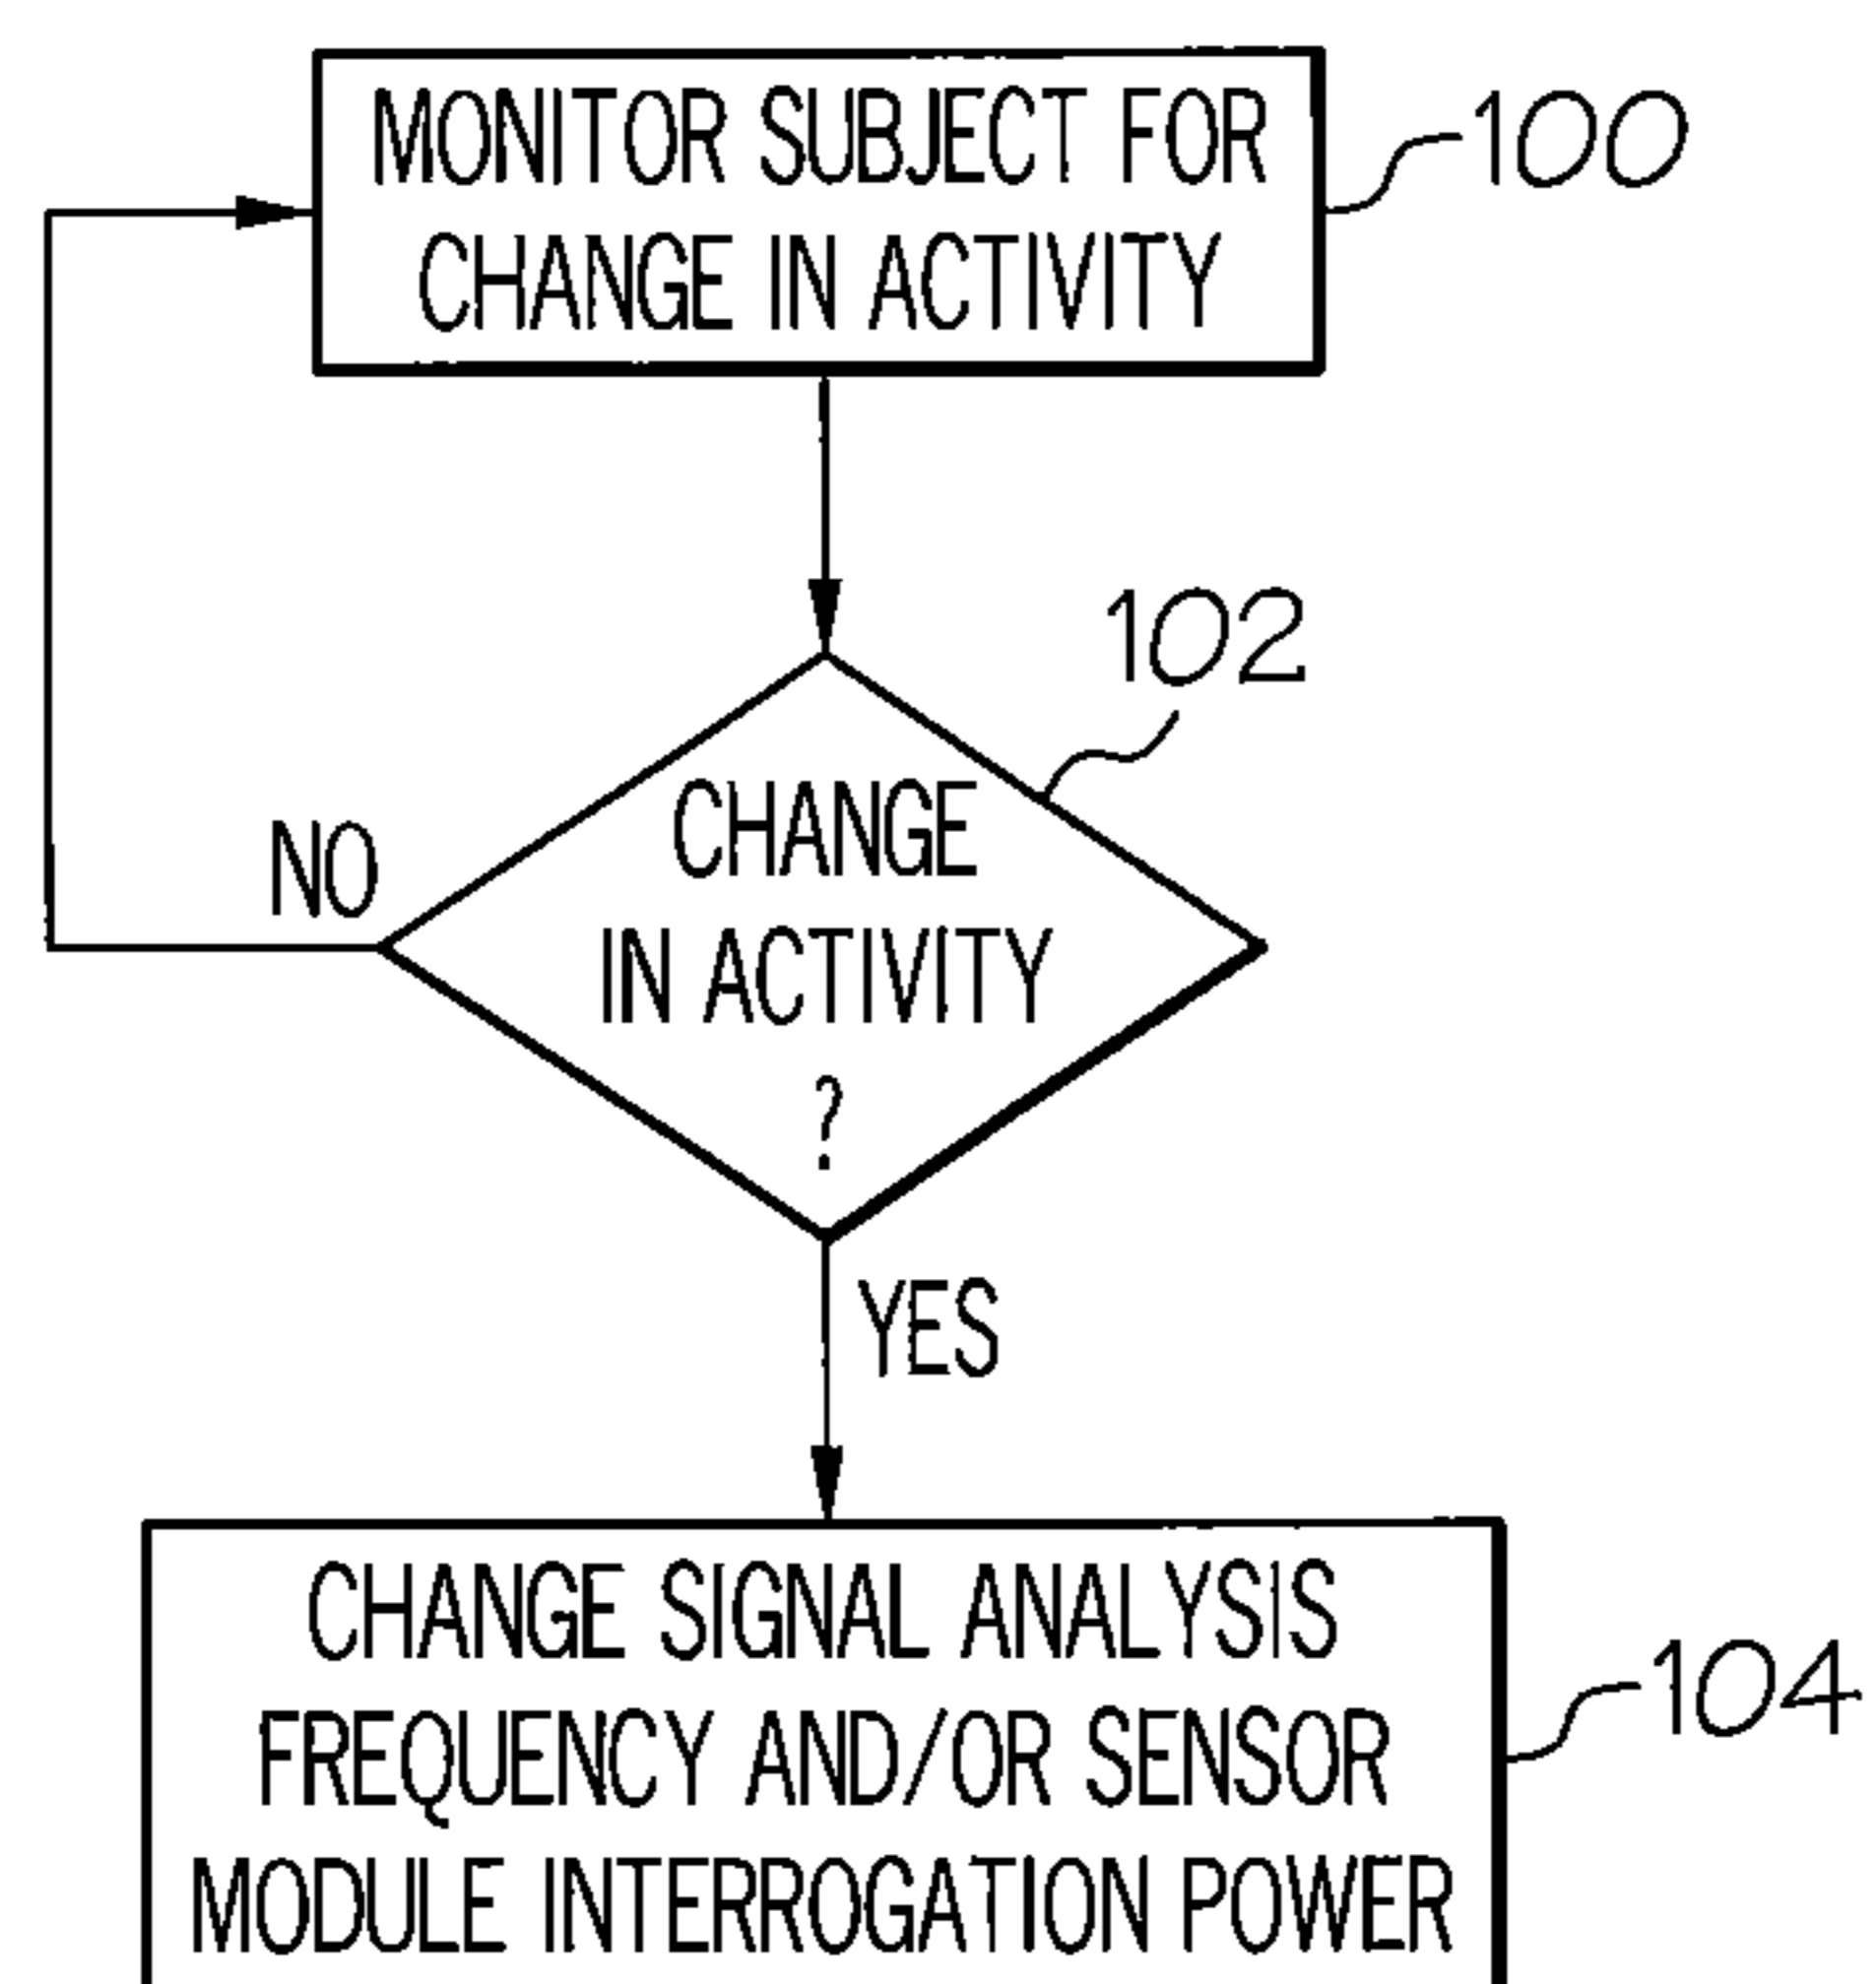 MONITOR SUBJECT FOR
CHANGE IN ACTIVITY
100
102
CHANGE
IN ACTIVITY
?
NO
YES
CHANGE SIGNAL ANALYSIS
FREQUENCY AND/OR SENSOR
MODULE INTERROGATION POWER
104